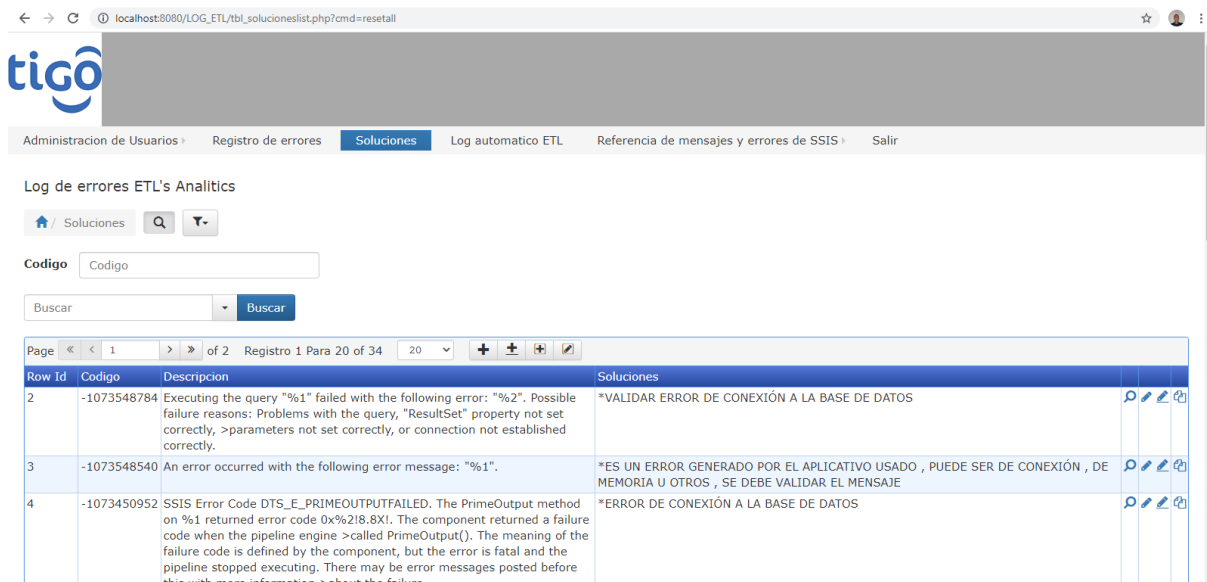 localhost:8080/LOG_ETL/tbl_solucioneslist.php?cmd=resetall
tigo
Administracion de Usuarios Registro de errores Soluciones Log automatico ETL Referencia de mensajes y errores de SSIS Salir
Log de errores ETL's Analitics
/ Soluciones
Codigo Codigo
Buscar Buscar
Page « < 1 > » of 2 Registro 1 Para 20 of 34 20
Row Id Codigo Descripcion Soluciones
2 -1073548784 Executing the query "%1" failed with the following error: "%2". Possible *VALIDAR ERROR DE CONEXIÓN A LA BASE DE DATOS
failure reasons: Problems with the query, "ResultSet" property not set
correctly, >parameters not set correctly, or connection not established
correctly.
3 -1073548540 An error occurred with the following error message: "%1". *ES UN ERROR GENERADO POR EL APLICATIVO USADO , PUEDE SER DE CONEXIÓN , DE
MEMORIA U OTROS , SE DEBE VALIDAR EL MENSAJE
4 -1073450952 SSIS Error Code DTS_E_PRIMEOUTPUTFAILED. The PrimeOutput method *ERROR DE CONEXIÓN A LA BASE DE DATOS
on %1 returned error code 0x%2!8.8X!. The component returned a failure
code when the pipeline engine >called PrimeOutput(). The meaning of the
failure code is defined by the component, but the error is fatal and the
pipeline stopped executing. There may be error messages posted before
this with more information >about the failure.